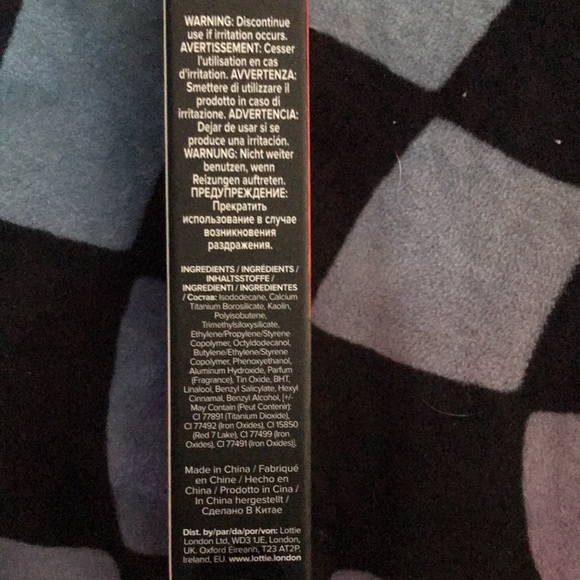 WARNING: Discontinue
use if irritation occurs.
AVERTISSEMENT: Cesser
l'utilisation en cas
d'irritation. AVVERTENZA:
Smettere di utilizzare il
prodotto in caso di
irritazione. ADVERTENCIA:
Dejar de usar si se
produce una irritación.
WARNUNG: Nicht weiter
benutzen, wenn
Reizungen auftreten.
ПРЕДУПРЕЖДЕНИЕ:
Прекратить
использование в случае
возникновения
раздражения.
INGREDIENTS / INGRÉDIENTS /
INHALTSSTOFFE /
INGREDIENTI / INGREDIENTES
/ Состав: Isododecane, Calcium
Titanium Borosilicate, Kaolin,
Polyisobutene,
Trimethylsiloxysilicate,
Ethylene/Propylene/Styrene
Copolymer, Octyldodecanol,
Butylene/Ethylene/Styrene
Copolymer, Phenoxyethanol,
Aluminum Hydroxide, Parfum
(Fragrance), Tin Oxide, BHT,
Linalool, Benzyl Salicylate, Hexyl
Cinnamal, Benzyl Alcohol, [+/-
May Contain (Peut Contenir):
CI 77891 (Titanium Dioxide),
CI 77492 (Iron Oxides), CI 15850
(Red 7 Lake), CI 77499 (Iron
Oxides), CI 77491 (Iron Oxides)].
Made in China / Fabriqué
en Chine / Hecho en
China / Prodotto in Cina /
In China hergestellt /
Сделано В Китае
Dist. by/par/da/por/von: Lottie
London Ltd, WD3 1JE, London,
UK. Oxford Eireann, T23 AT2P,
Ireland, EU. www.lottie.london